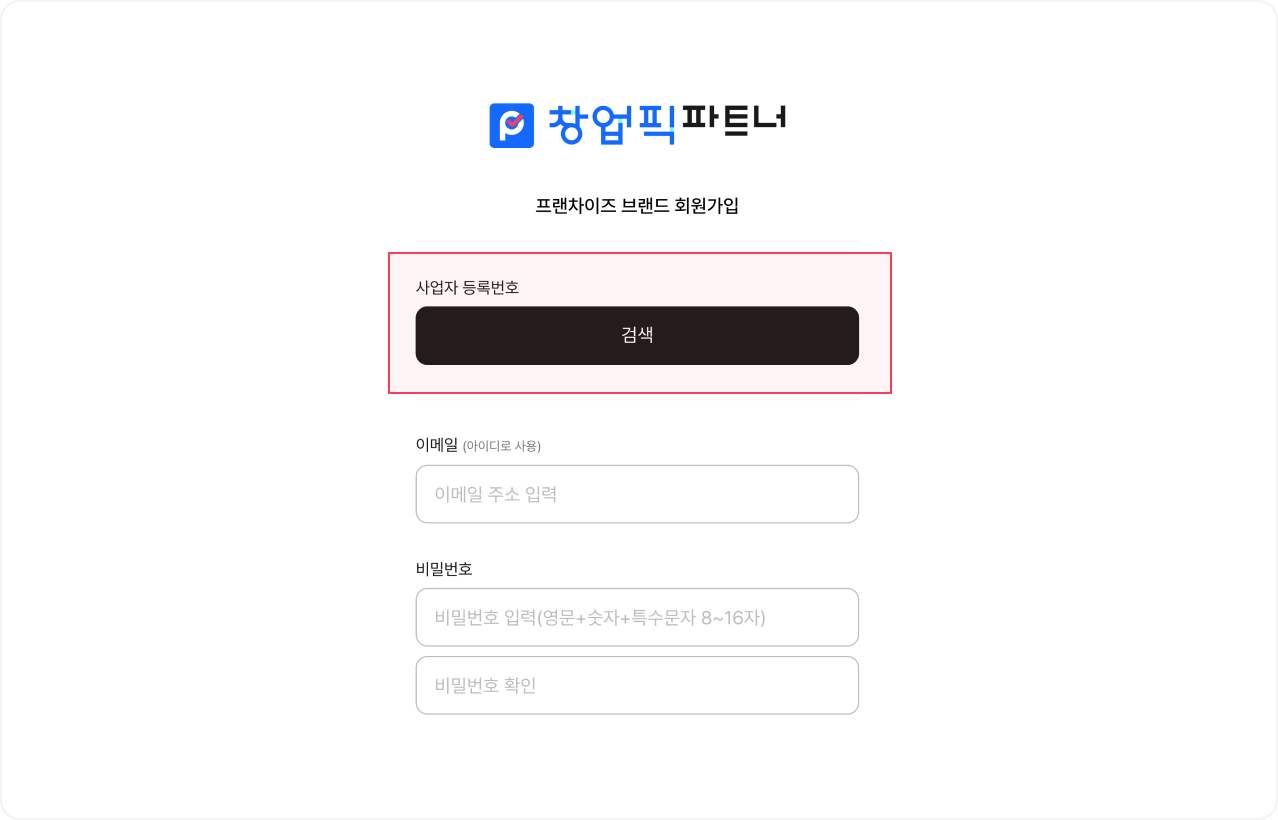 창업픽 파트너
프랜차이즈 브랜드 회원가입
사업자 등록번호
검색
이메일 (아이디로 사용)
이메일 주소 입력
비밀번호
비밀번호 입력(영문+숫자+특수문자 8~16자)
비밀번호 확인